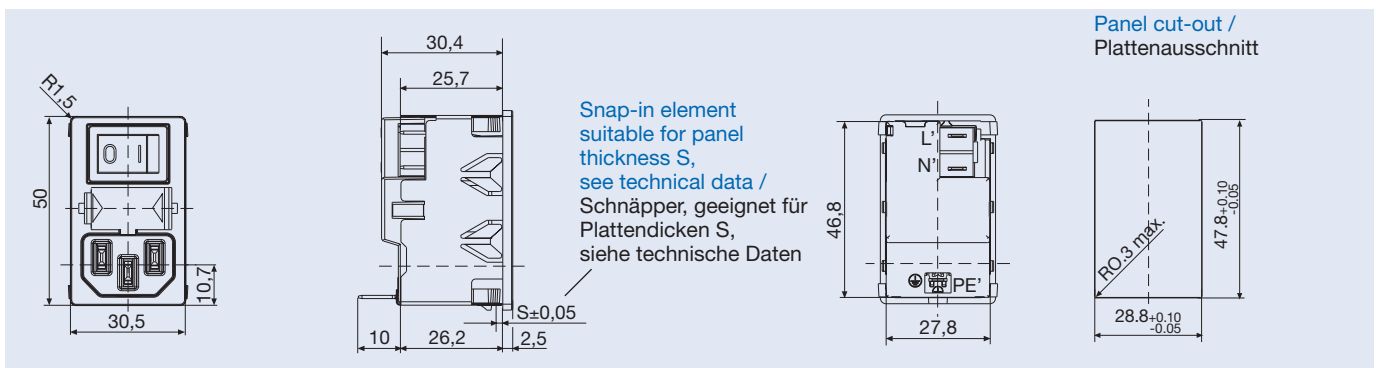 Panel cut-out /
Plattenausschnitt
30,4
25,7
R1,5
Snap-in element
suitable for panel
thickness S,
see technical data /
Schnäpper, geeignet für
Plattendicken S,
siehe technische Daten
0 I
50
10,7
30,5
S±0,05
10
26,2
2,5
L'
N'
46,8
PE'
27,8
47.8+0.10
-0.05
RO.3 max.
28.8+0.10
-0.05